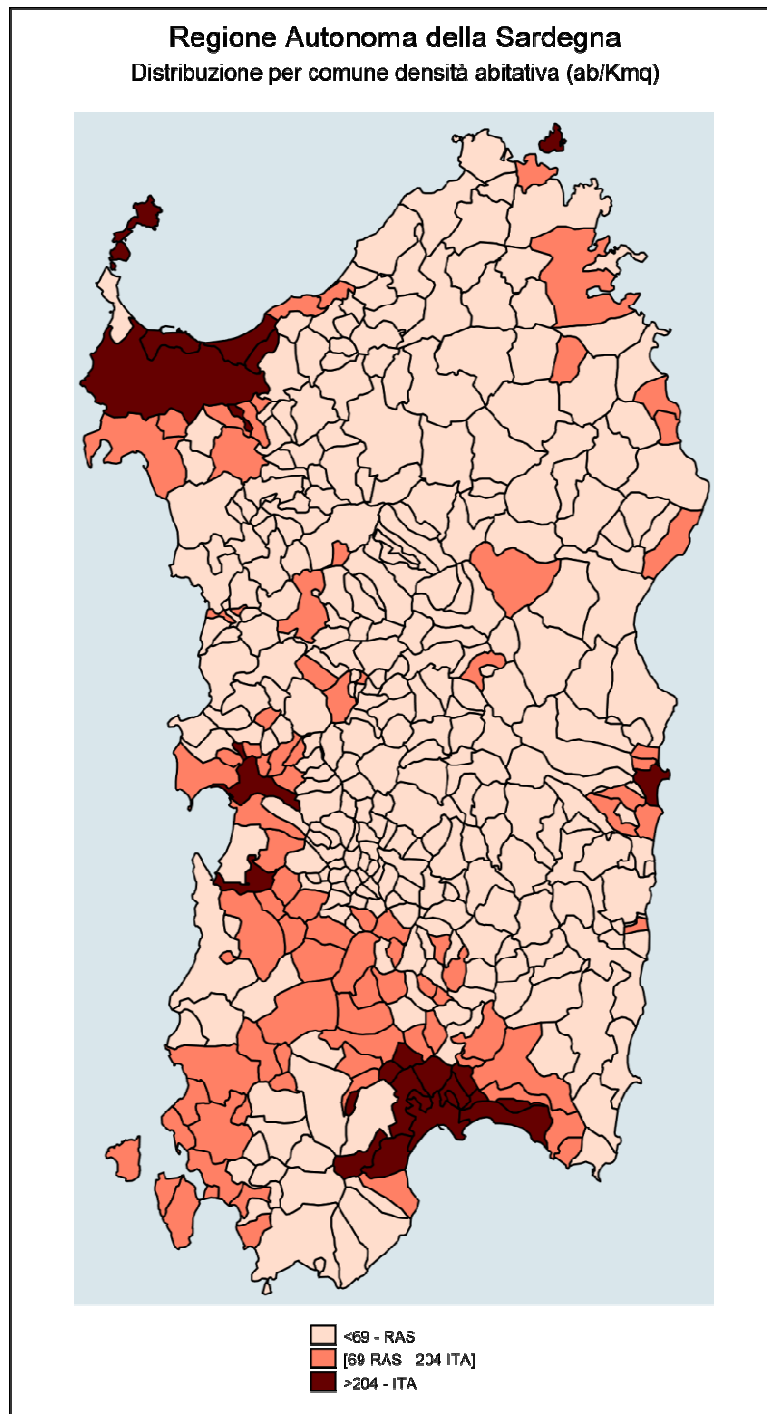 Regione Autonoma della Sardegna
Distribuzione per comune densità abitativa (ab/Kmq)
<69 - RAS
[69 RAS - 204 ITA]
>204 - ITA